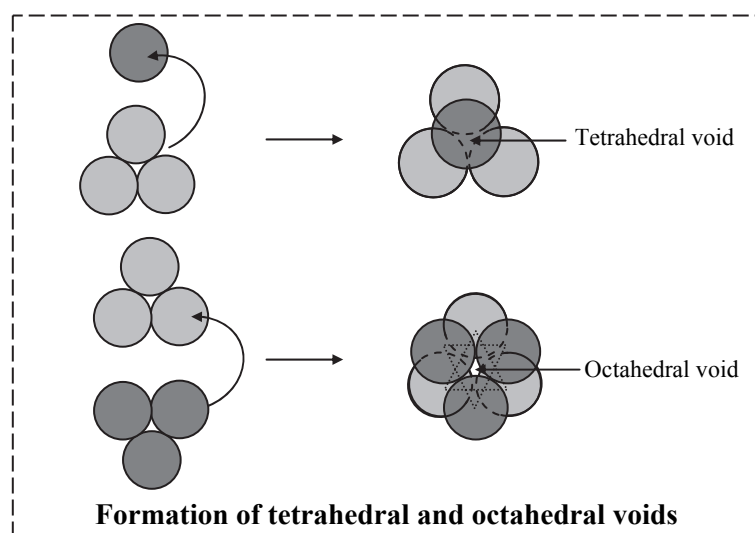 Tetrahedral void
Octahedral void
Formation of tetrahedral and octahedral voids